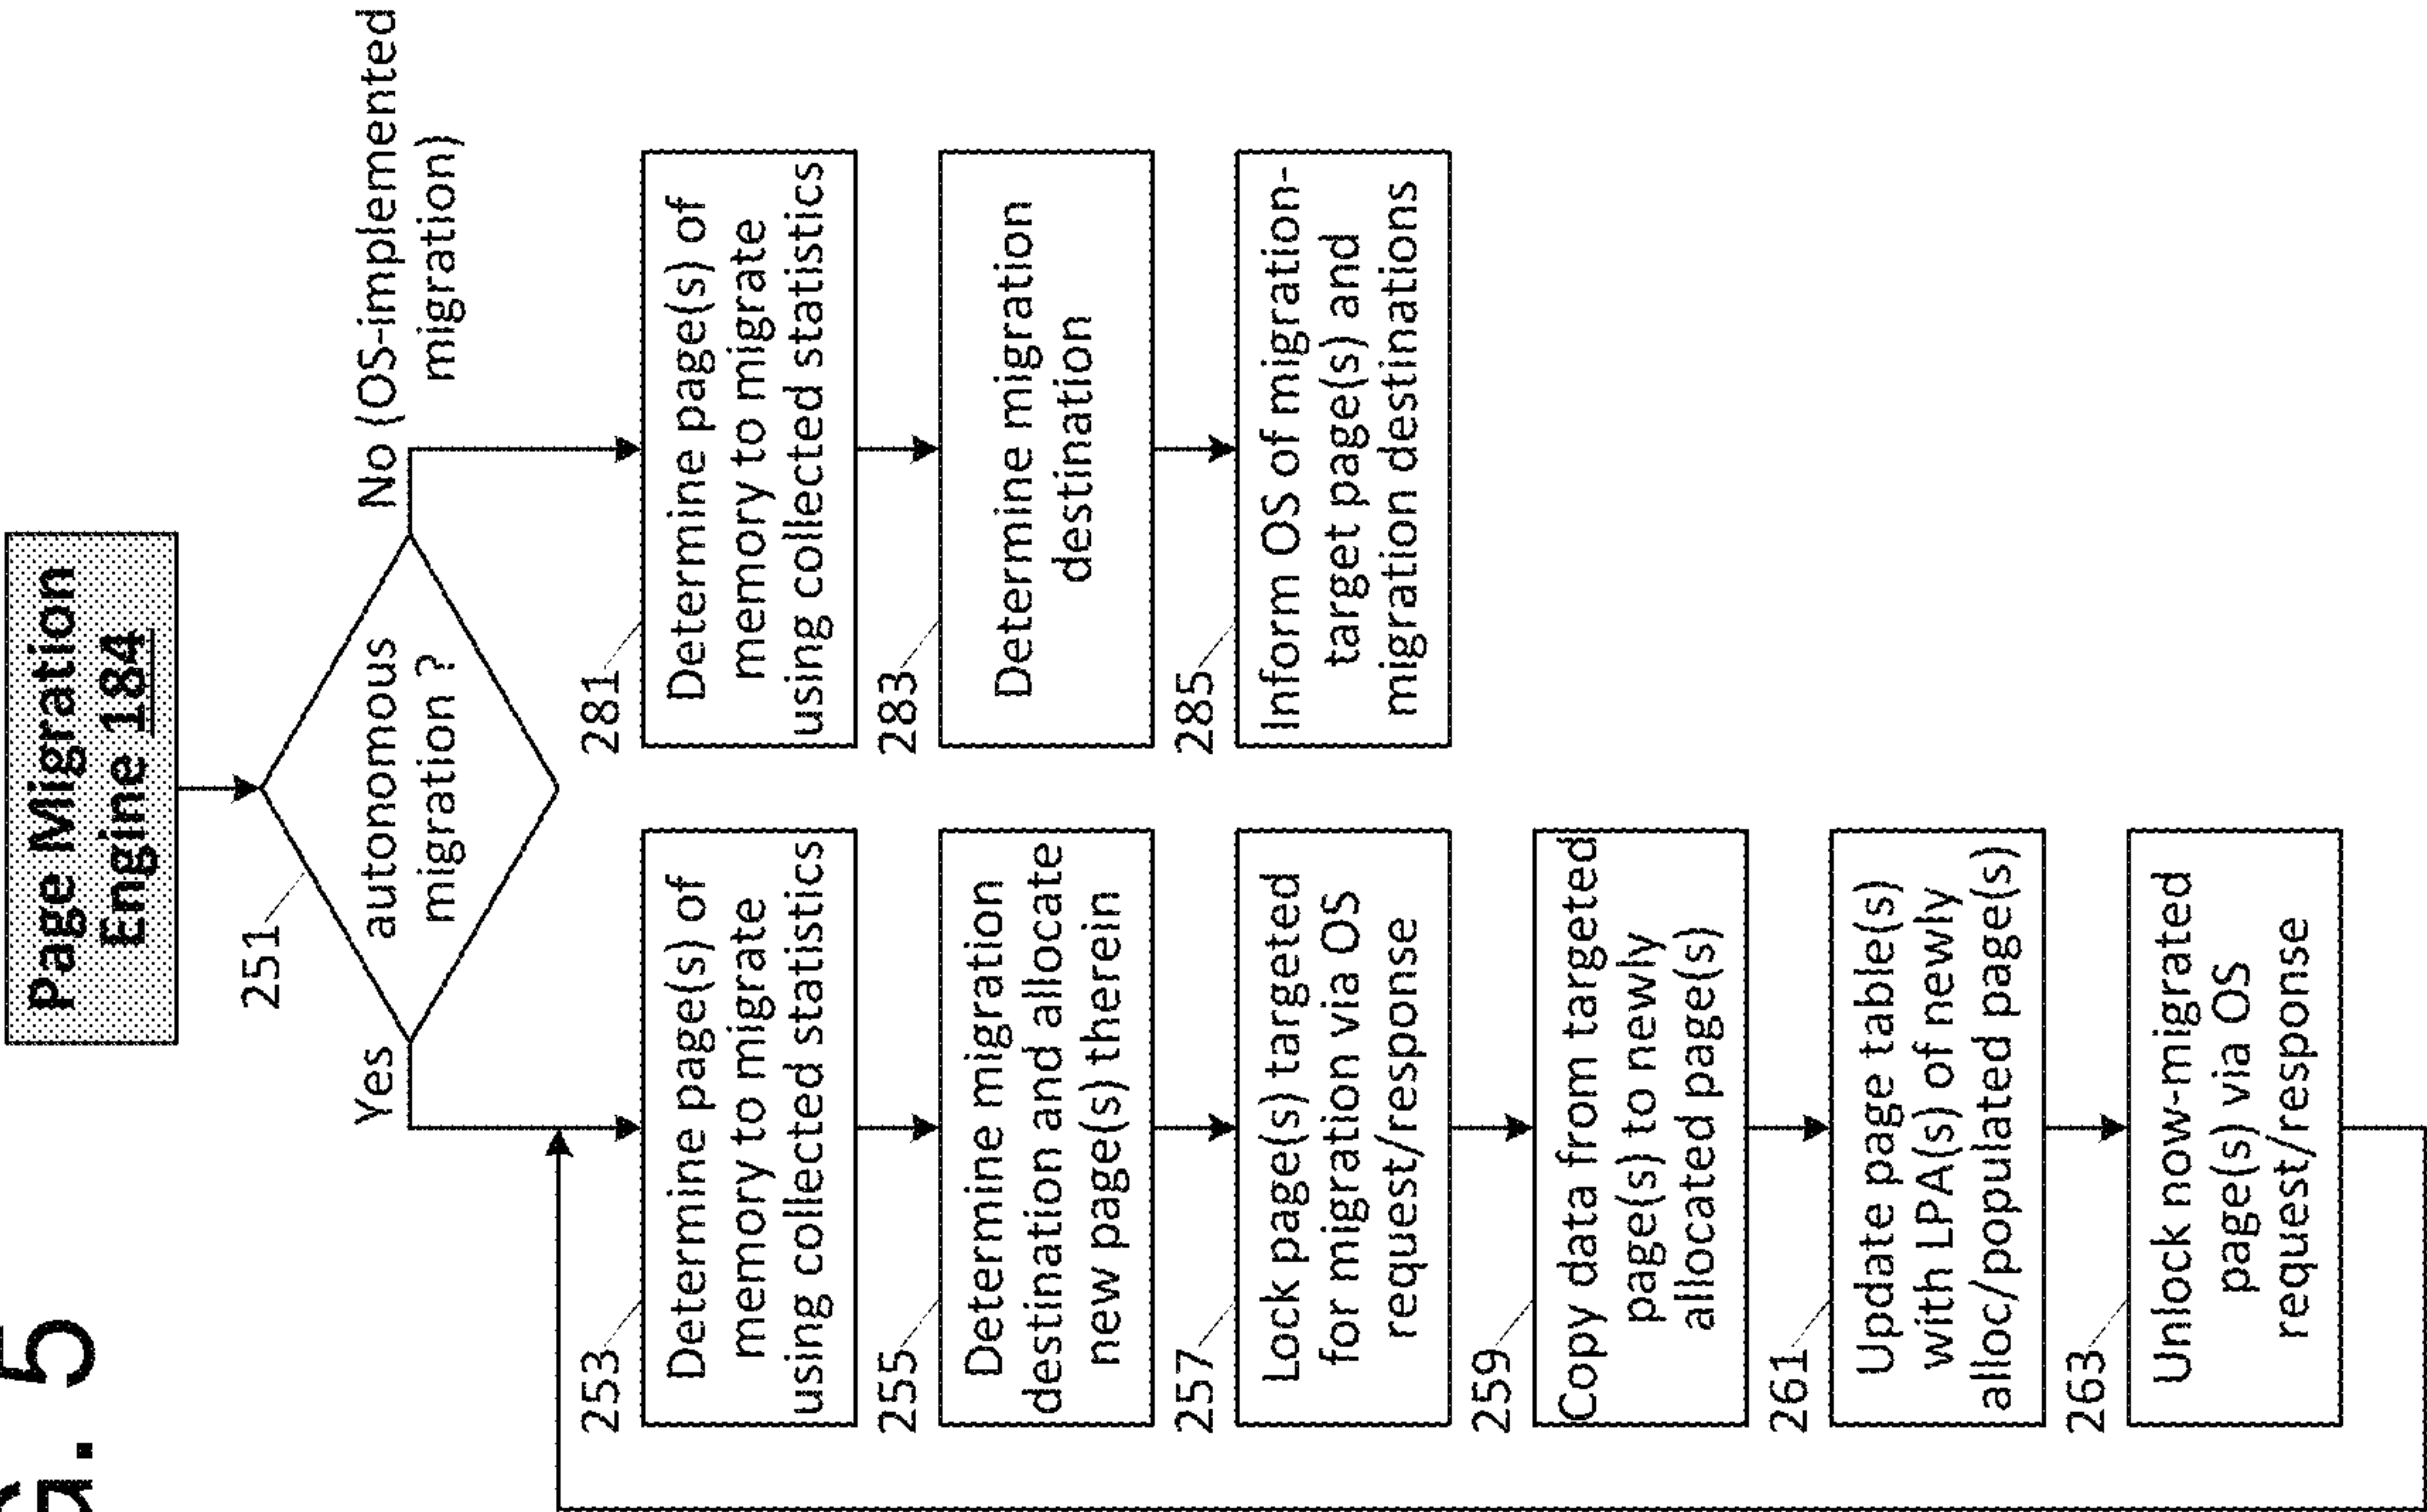 G. 5
Page Migration
Engine 184
251
autonomous
migration ?
Yes
No (OS-implemented
migration)
253
Determine page(s) of
memory to migrate
using collected statistics
255
Determine migration
destination and allocate
new page(s) therein
257
Lock page(s) targeted
for migration via OS
request/response
259
Copy data from targeted
page(s) to newly
allocated page(s)
261
Update page table(s)
with LPA(s) of newly
alloc/populated page(s)
263
Unlock now-migrated
page(s) via OS
request/response
281
Determine page(s) of
memory to migrate
using collected statistics
283
Determine migration
destination
285
Inform OS of migration-
target page(s) and
migration destinations